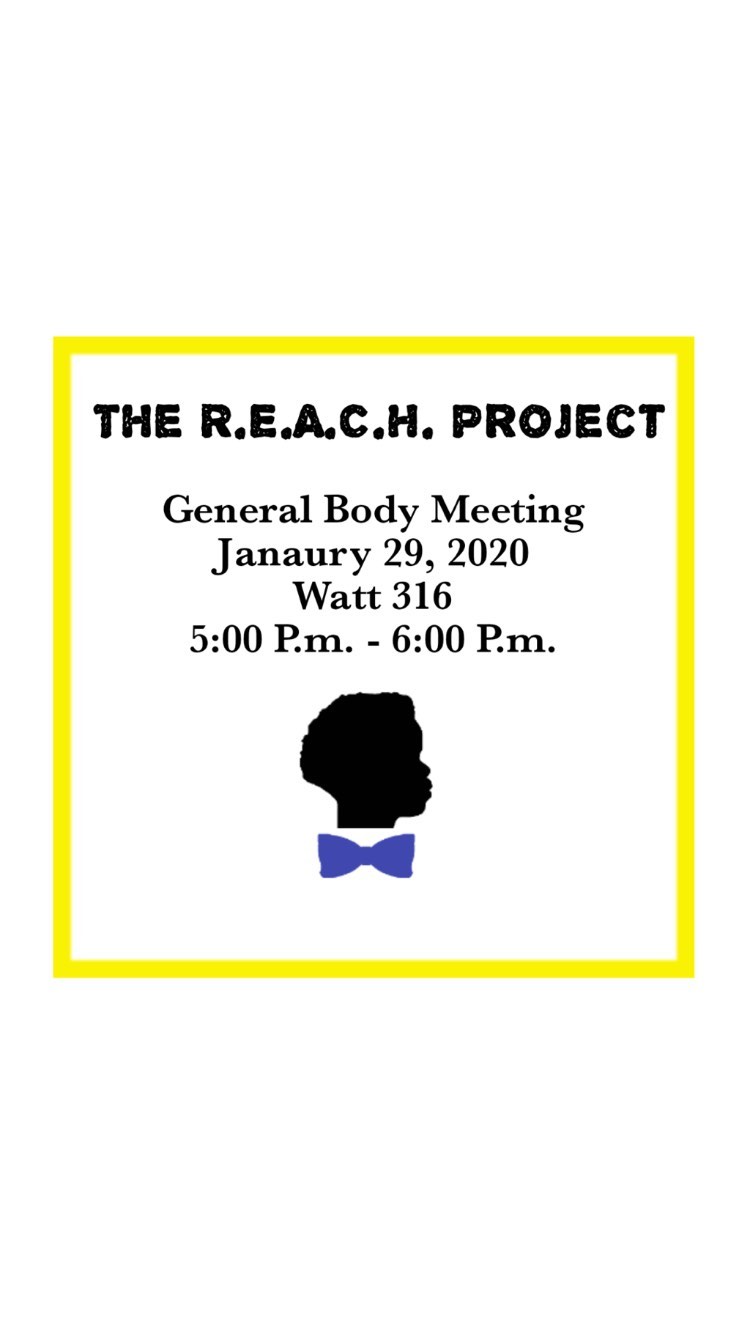 THE R.E.A.C.H. PROJECT
General Body Meeting
Janaury 29, 2020
Watt 316
5:00 P.m. - 6:00 P.m.